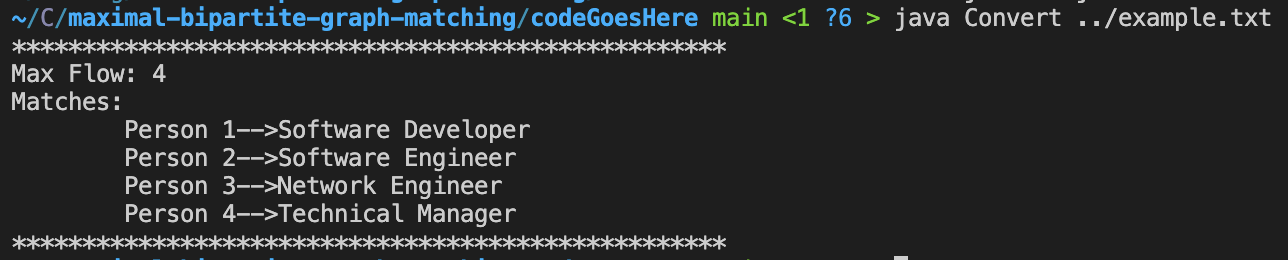 ~/C/maximal-bipartite-graph-matching/codeGoesHere main <1 ?6 > java Convert ../example.txt
***************************************************
Max Flow: 4
Matches:
Person 1-->Software Developer
Person 2-->Software Engineer
Person 3-->Network Engineer
Person 4-->Technical Manager
***************************************************